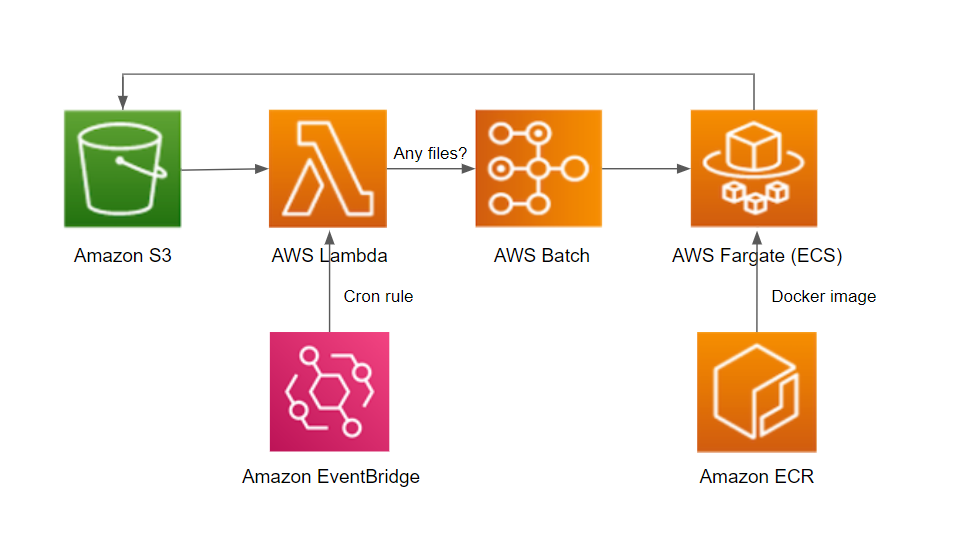 Any files?
Amazon S3
AWS Lambda
AWS Batch
AWS Fargate (ECS)
Cron rule
Docker image
Amazon EventBridge
Amazon ECR